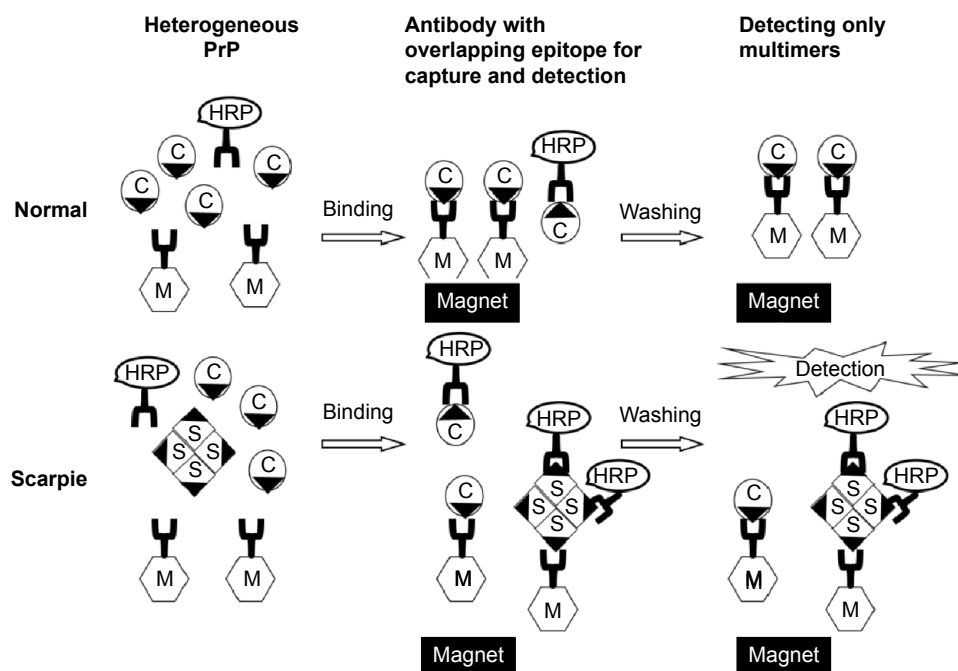 Heterogeneous
PrP
Antibody with
overlapping epitope for
capture and detection
Detecting only
multimers
Normal
HRP
C
C
C
C
M
M
Binding
C
C
HRP
C
M
M
Magnet
Washing
C
C
M
M
Magnet
Scarpie
HRP
C
C
C
S
S
S
S
M
M
Binding
HRP
C
C
M
HRP
HRP
S
S
S
S
M
Magnet
Washing
Detection
C
M
HRP
HRP
S
S
S
S
M
Magnet